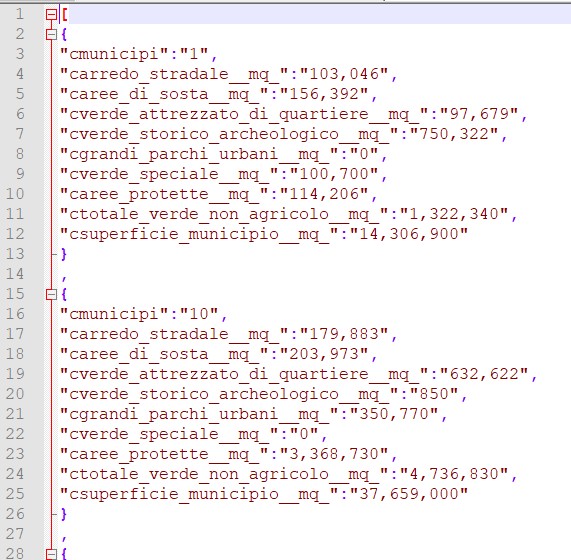 1 [
2 {
3 "cmunicipi":"1",
4 "carredo_stradale__mq_":"103,046",
5 "caree_di_sosta__mq_":"156,392",
6 "cverde_attrezzato_di_quartiere__mq_":"97,679",
7 "cverde_storico_archeologico__mq_":"750,322",
8 "cgrandi_parchi_urbani__mq_":"0",
9 "cverde_speciale__mq_":"100,700",
10 "caree_protette__mq_":"114,206",
11 "ctotale_verde_non_agricolo__mq_":"1,322,340",
12 "csuperficie_municipio__mq_":"14,306,900"
13 }
14 ,
15 {
16 "cmunicipi":"10",
17 "carredo_stradale__mq_":"179,883",
18 "caree_di_sosta__mq_":"203,973",
19 "cverde_attrezzato_di_quartiere__mq_":"632,622",
20 "cverde_storico_archeologico__mq_":"850",
21 "cgrandi_parchi_urbani__mq_":"350,770",
22 "cverde_speciale__mq_":"0",
23 "caree_protette__mq_":"3,368,730",
24 "ctotale_verde_non_agricolo__mq_":"4,736,830",
25 "csuperficie_municipio__mq_":"37,659,000"
26 }
27 ,
28 {